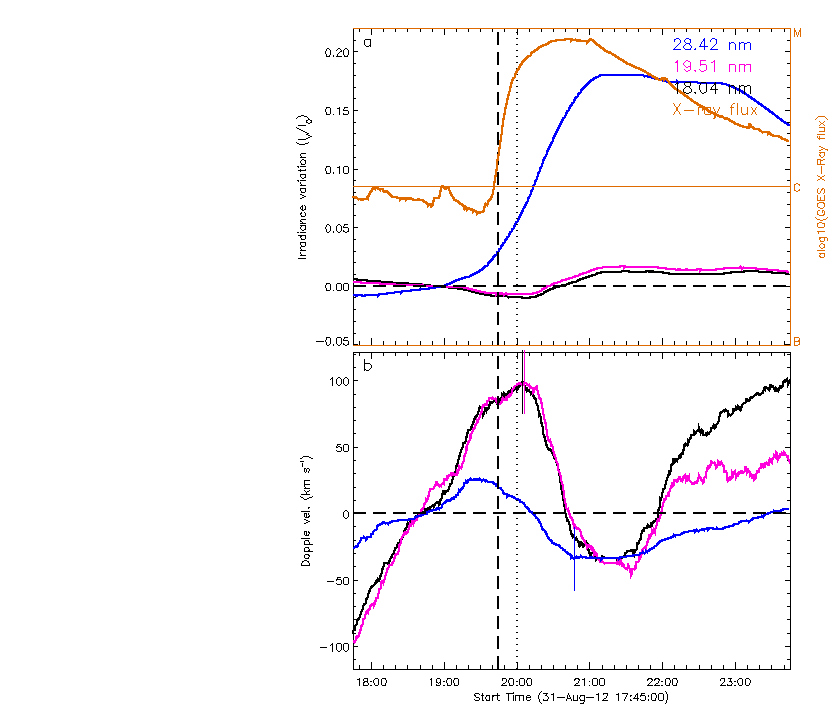 a
M
0.20
28.42 nm
19.51 nm
18.04 nm
X-ray flux
0.15
0.10
C
0.05
0.00
-0.05
B
Irradiance variation (Iᵥ/I₀)
alog10(GOES X-Ray flux)
b
100
50
0
-50
-100
Dopple vel. (km s⁻¹)
18:00 19:00 20:00 21:00 22:00 23:00
Start Time (31-Aug-12 17:45:00)